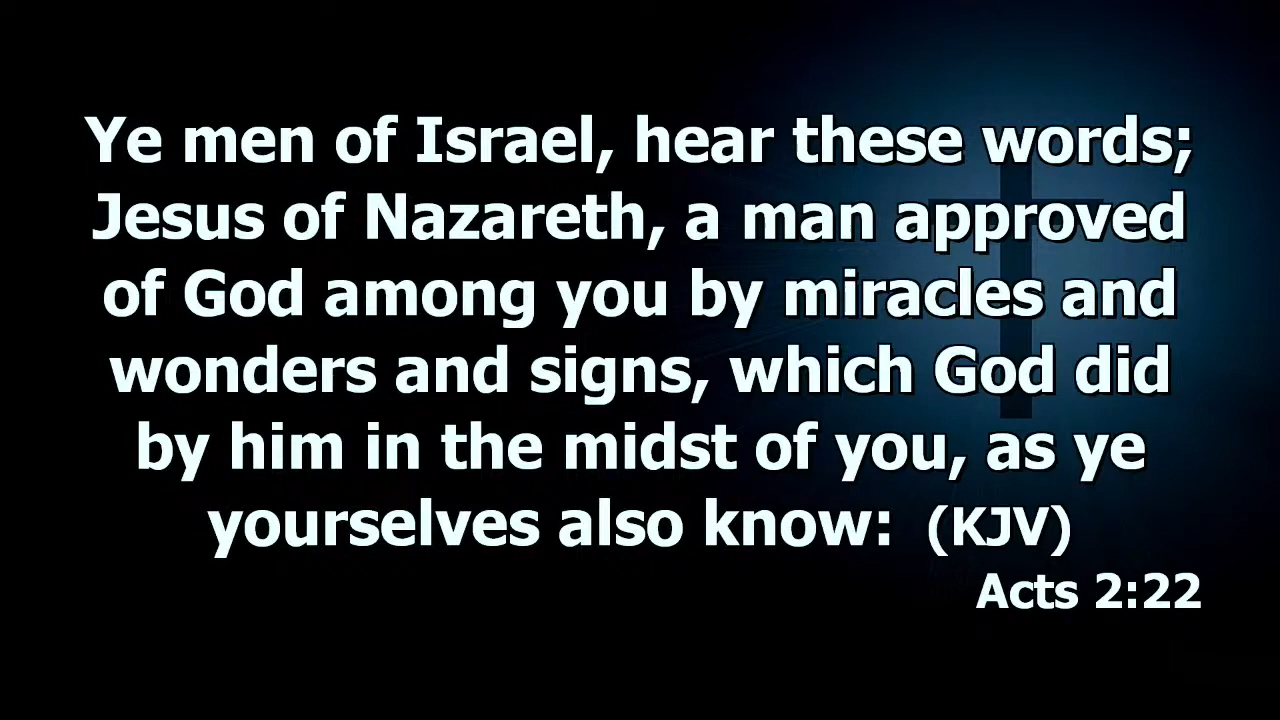 Ye men of Israel, hear these words;
Jesus of Nazareth, a man approved
of God among you by miracles and
wonders and signs, which God did
by him in the midst of you, as ye
yourselves also know: (KJV)
Acts 2:22